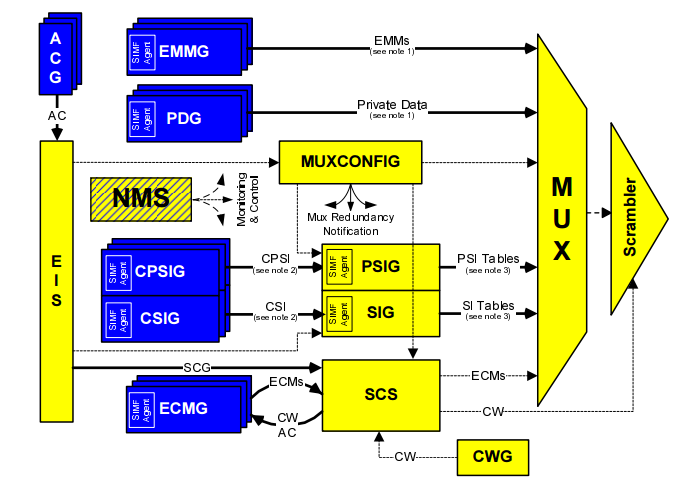 A
C
G
SIMF
Agent
EMMG
EMMs
(see note 1)
SIMF
Agent
PDG
Private Data
(see note 1)
AC
MUXCONFIG
M
U
X
Scrambler
NMS
Monitoring
& Control
Mux Redundancy
Notification
E
I
S
SIMF
Agent
CPSIG
CPSI
(see note 2)
SIMF
Agent
PSIG
PSI Tables
(see note 3)
SIMF
Agent
CSIG
CSI
(see note 2)
SIMF
Agent
SIG
SI Tables
(see note 3)
SCG
ECMs
SIMF
Agent
ECMG
CW
AC
SCS
ECMs
CW
CW
CWG